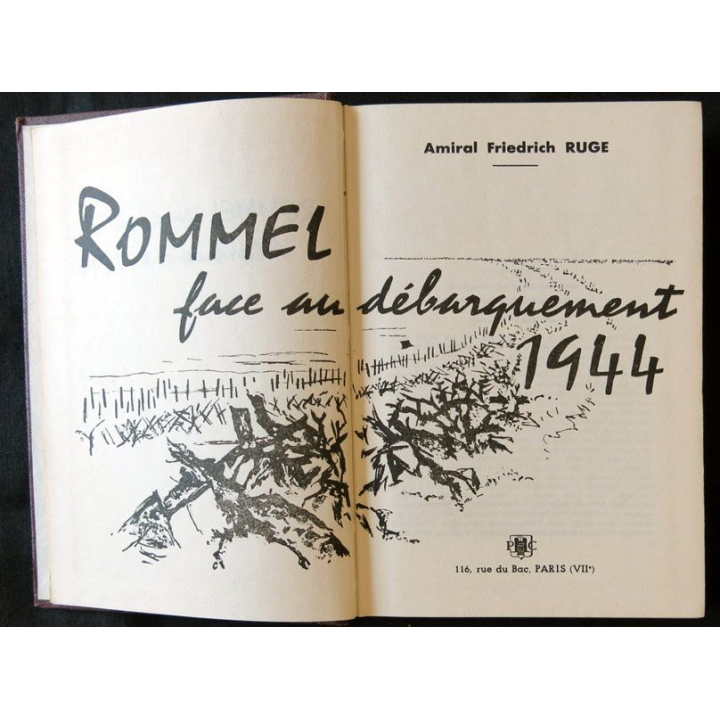 Amiral Friedrich RUGE
ROMMEL
face au débarquement
1944
P C
116, rue du Bac, PARIS (VIIe)